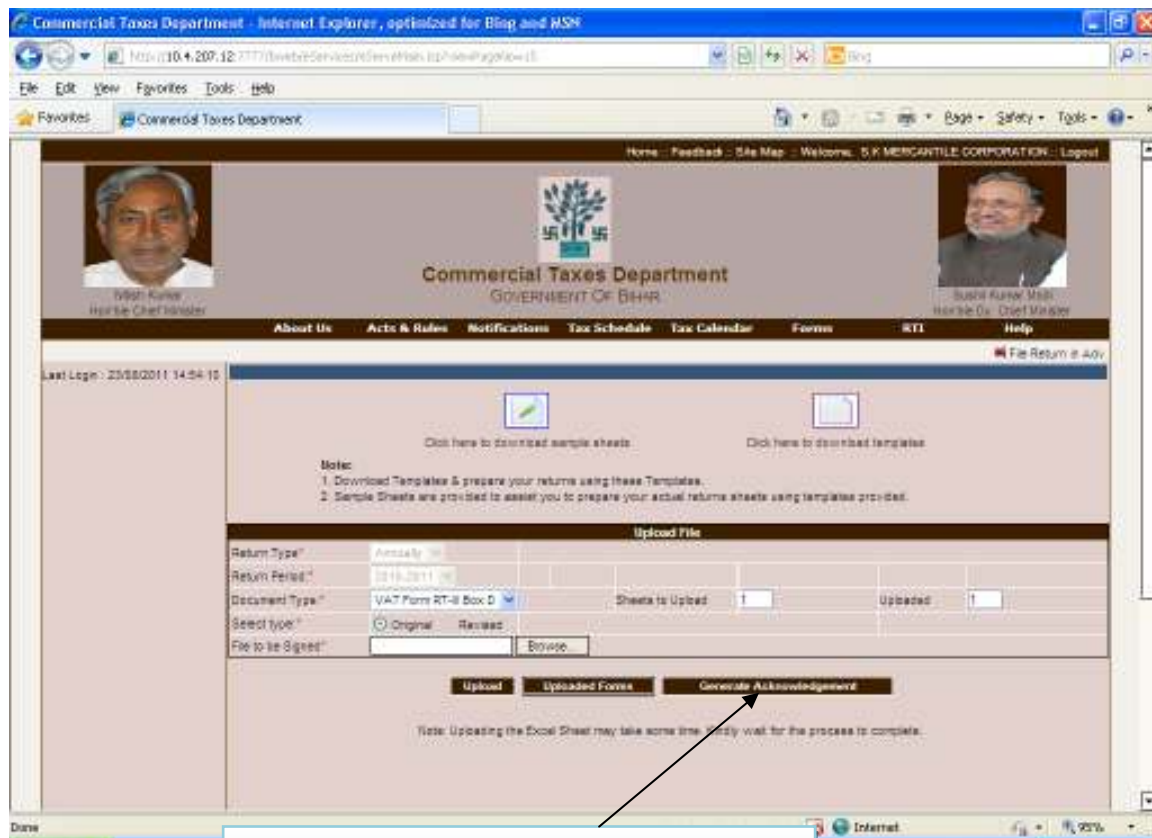 Commercial Taxes Department - Internet Explorer, optimized for Bing and MSN
Bing
File Edit View Favorites Tools Help
Favorites Commercial Taxes Department Page Safety Tools
Home :: Feedback :: Site Map :: Welcome, S.K MERCANTILE CORPORATION :: Logout
Commercial Taxes Department
GOVERNMENT OF BIHAR
Nitish Kumar
Hon'ble Chief Minister
Sushil Kumar Modi
Hon'ble Dy. Chief Minister
About Us Acts & Rules Notifications Tax Schedule Tax Calendar Forms RTI Help
File Return in Adv
Last Login :
Click here to download sample sheets Click here to download templates
Note:
1. Download Templates & prepare your returns using these Templates.
2. Sample Sheets are provided to assist you to prepare your actual returns sheets using templates provided.
Upload File
Return Type* Annually
Return Period:* 2010-2011
Document Type:* VAT Form RT-III Box D Sheets to Upload 1 Uploaded 1
Select type:* Original Revised
File to be Signed:* Browse...
Upload Uploaded Forms Generate Acknowledgement
Note: Uploading the Excel Sheet may take some time. Kindly wait for the process to complete.
Done Internet 95%